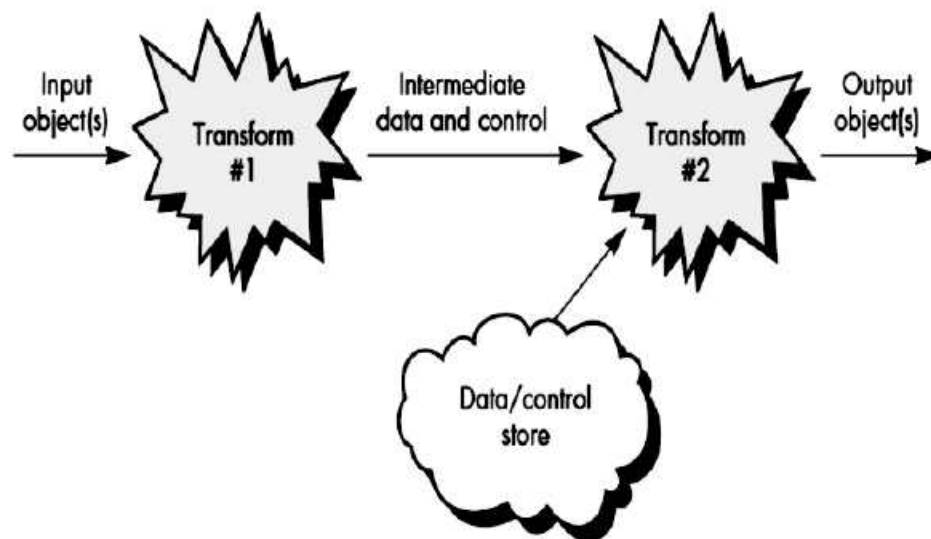 Input
object(s)
Transform
#1
Intermediate
data and control
Transform
#2
Output
object(s)
Data/control
store